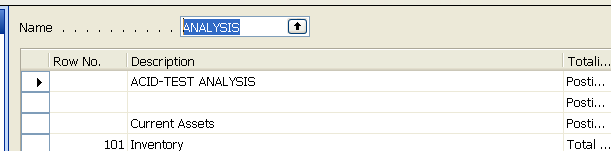 Name . . . . . . . . . . ANALYSIS
Row No. Description Totali...
ACID-TEST ANALYSIS Posti...
Posti...
Current Assets Posti...
101 Inventory Total ...